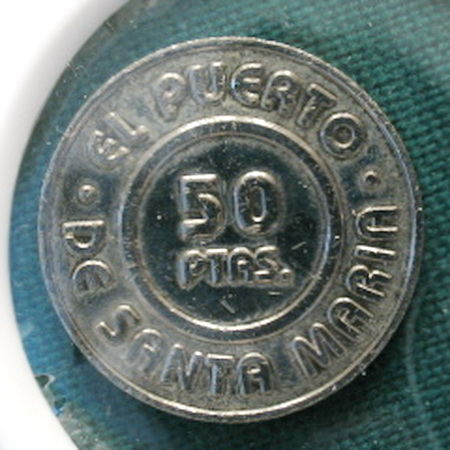 EL PUERTO
DE SANTA MARIA
50
PTAS.